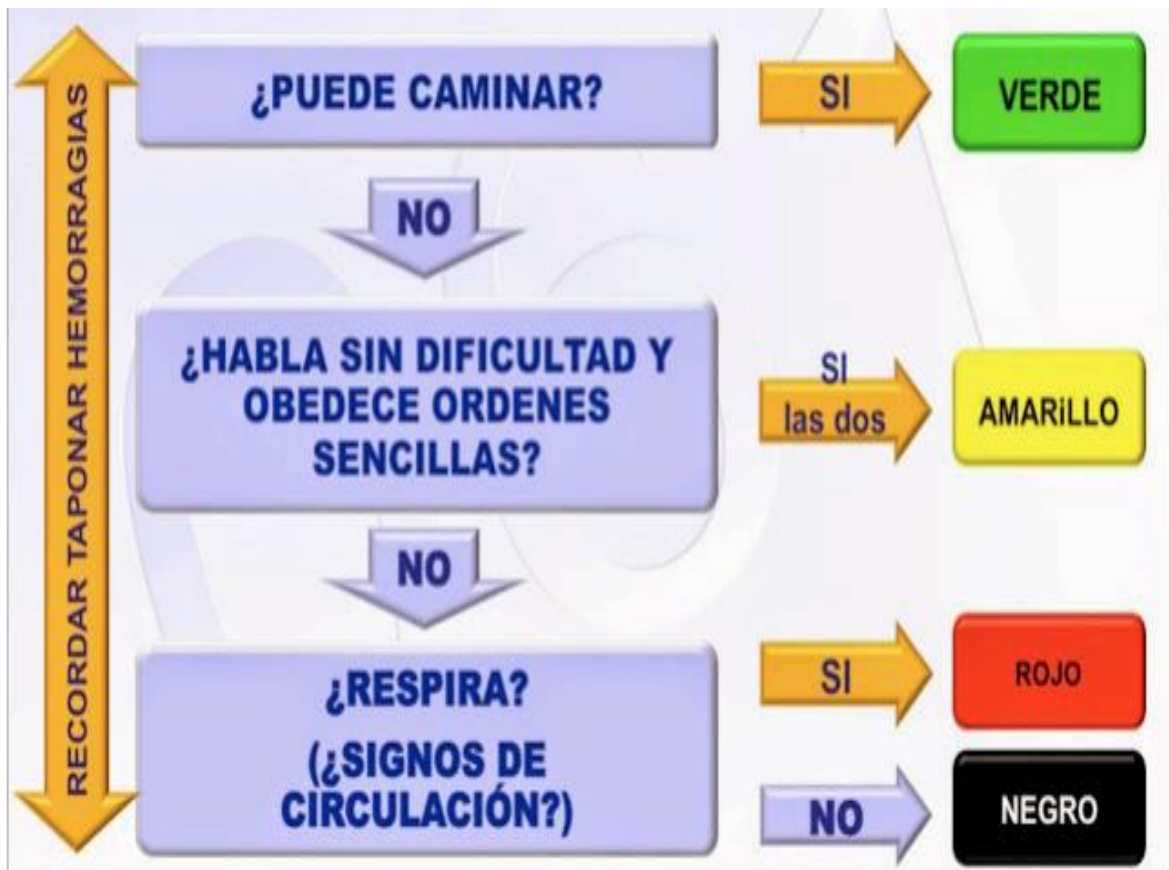 RECORDAR TAPONAR HEMORRAGIAS
¿PUEDE CAMINAR?
SI
VERDE
NO
¿HABLA SIN DIFICULTAD Y
OBEDECE ORDENES
SENCILLAS?
SI
las dos
AMARiLLO
NO
¿RESPIRA?
(¿SIGNOS DE
CIRCULACIÓN?)
SI
ROJO
NO
NEGRO